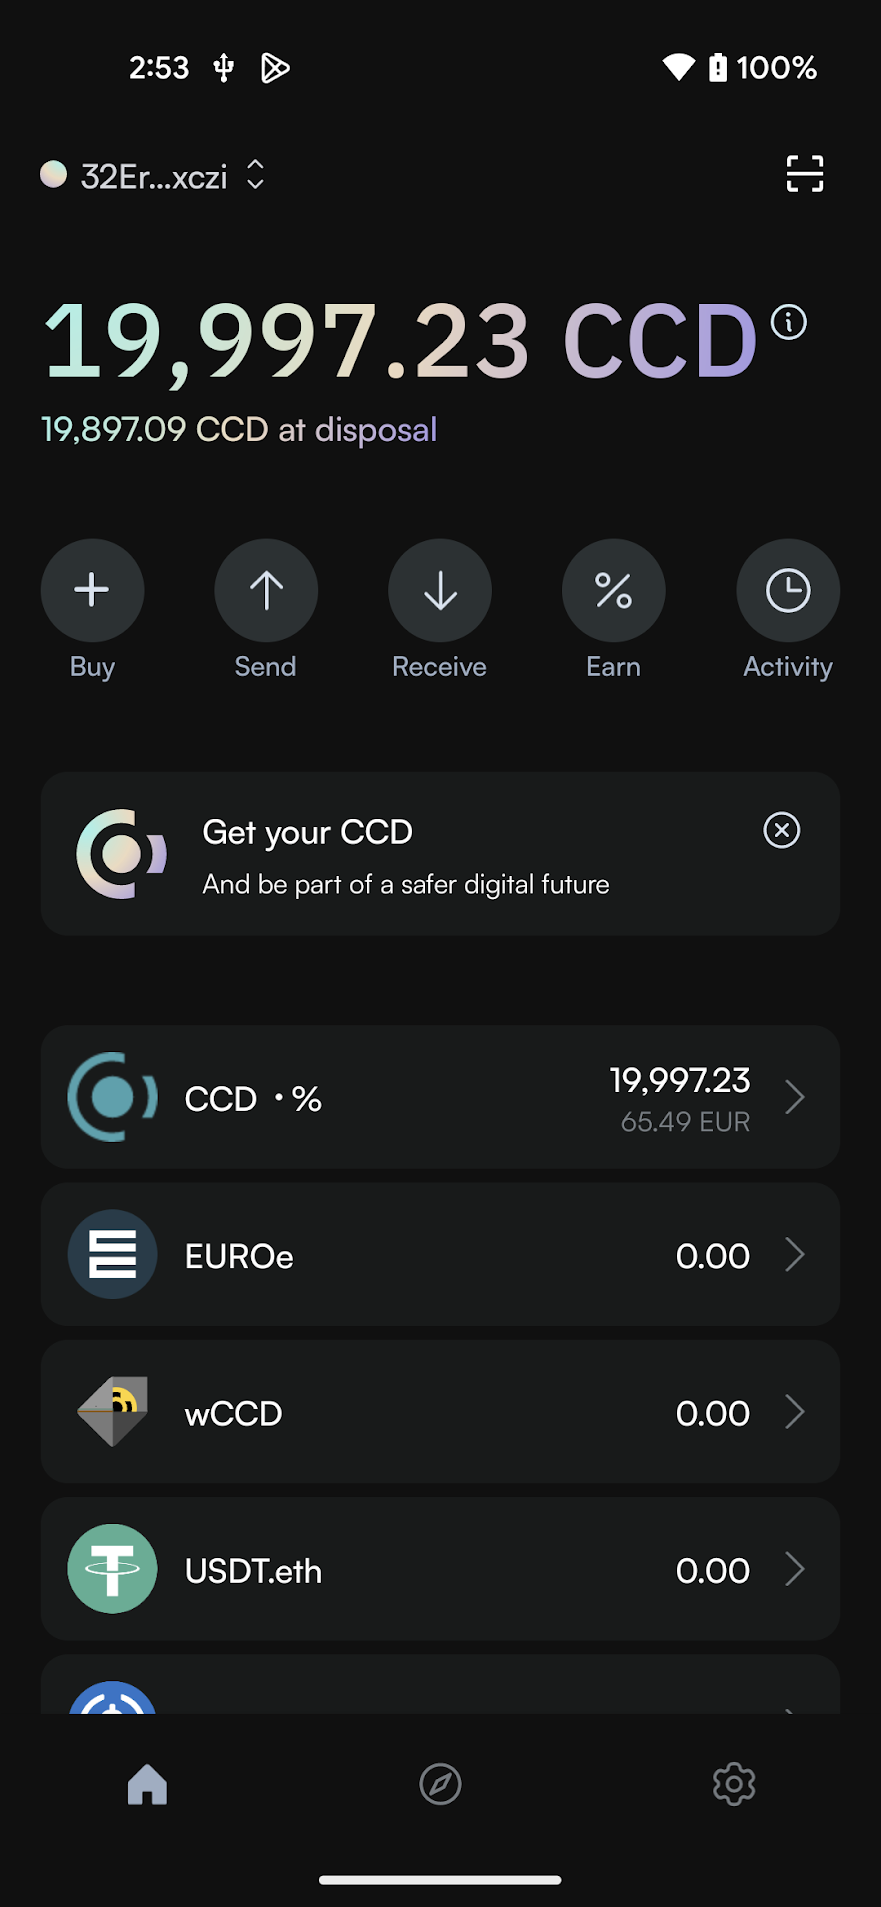 2:53 100%
32Er...xczi
19,997.23 CCD
19,897.09 CCD at disposal
Buy Send Receive Earn Activity
Get your CCD
And be part of a safer digital future
CCD • % 19,997.23
65.49 EUR
EUROe 0.00
wCCD 0.00
USDT.eth 0.00